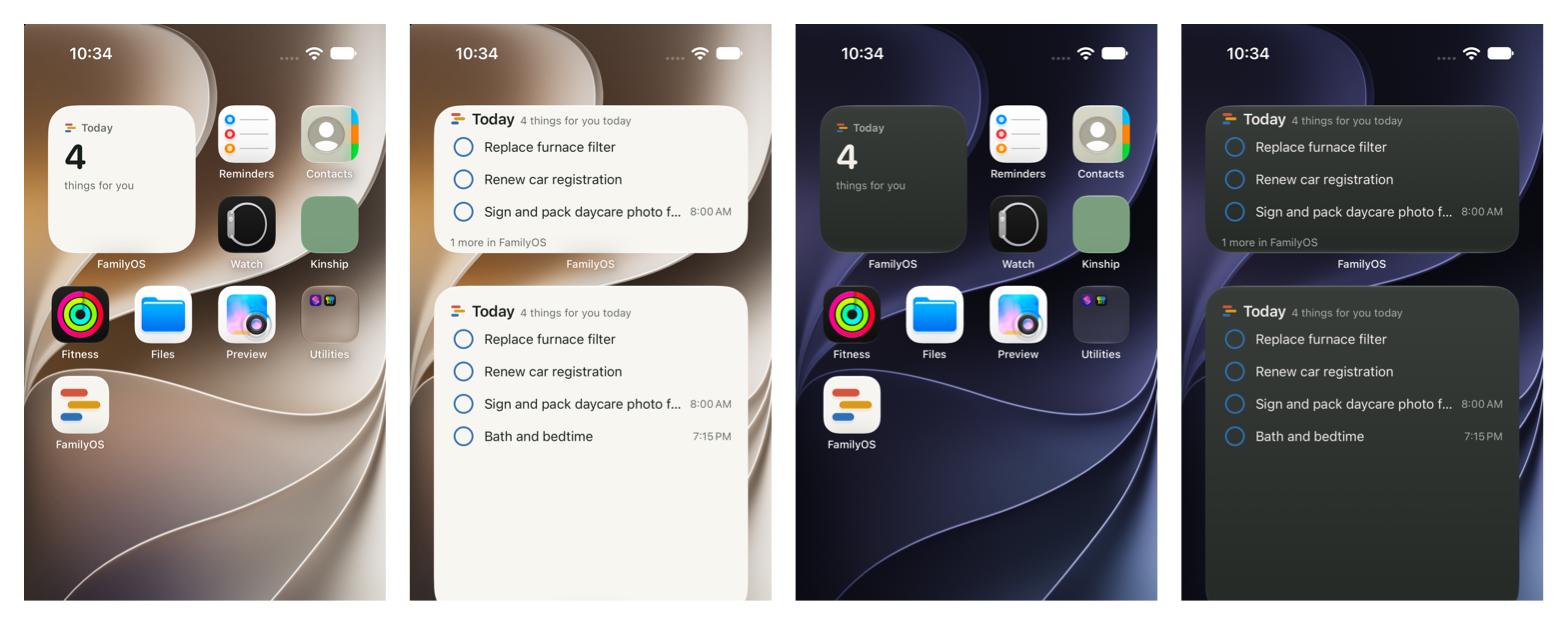 10:34
Today
4
things for you
FamilyOS
Reminders
Contacts
Watch
Kinship
Fitness
Files
Preview
Utilities
FamilyOS
10:34
Today 4 things for you today
Replace furnace filter
Renew car registration
Sign and pack daycare photo f... 8:00 AM
1 more in FamilyOS
FamilyOS
Today 4 things for you today
Replace furnace filter
Renew car registration
Sign and pack daycare photo f... 8:00 AM
Bath and bedtime 7:15 PM
10:34
Today
4
things for you
FamilyOS
Reminders
Contacts
Watch
Kinship
Fitness
Files
Preview
Utilities
FamilyOS
10:34
Today 4 things for you today
Replace furnace filter
Renew car registration
Sign and pack daycare photo f... 8:00 AM
1 more in FamilyOS
FamilyOS
Today 4 things for you today
Replace furnace filter
Renew car registration
Sign and pack daycare photo f... 8:00 AM
Bath and bedtime 7:15 PM